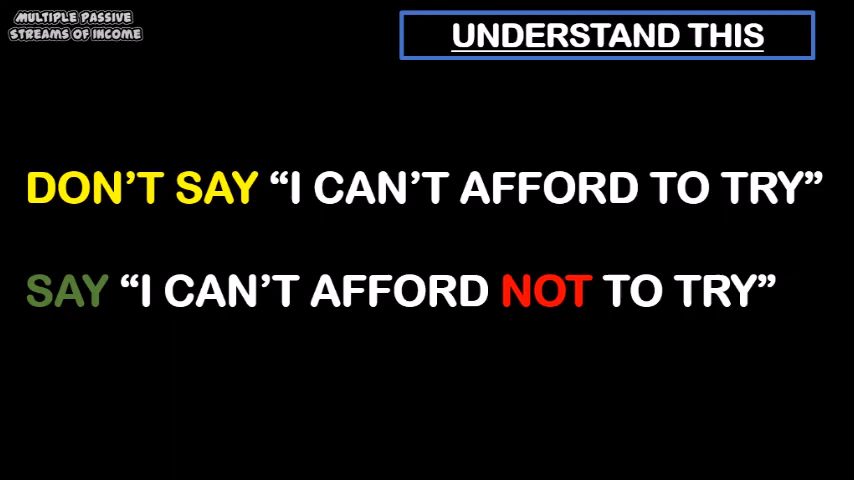 MULTIPLE PASSIVE
STREAMS OF INCOME
UNDERSTAND THIS
DON’T SAY “I CAN’T AFFORD TO TRY”
SAY “I CAN’T AFFORD NOT TO TRY”